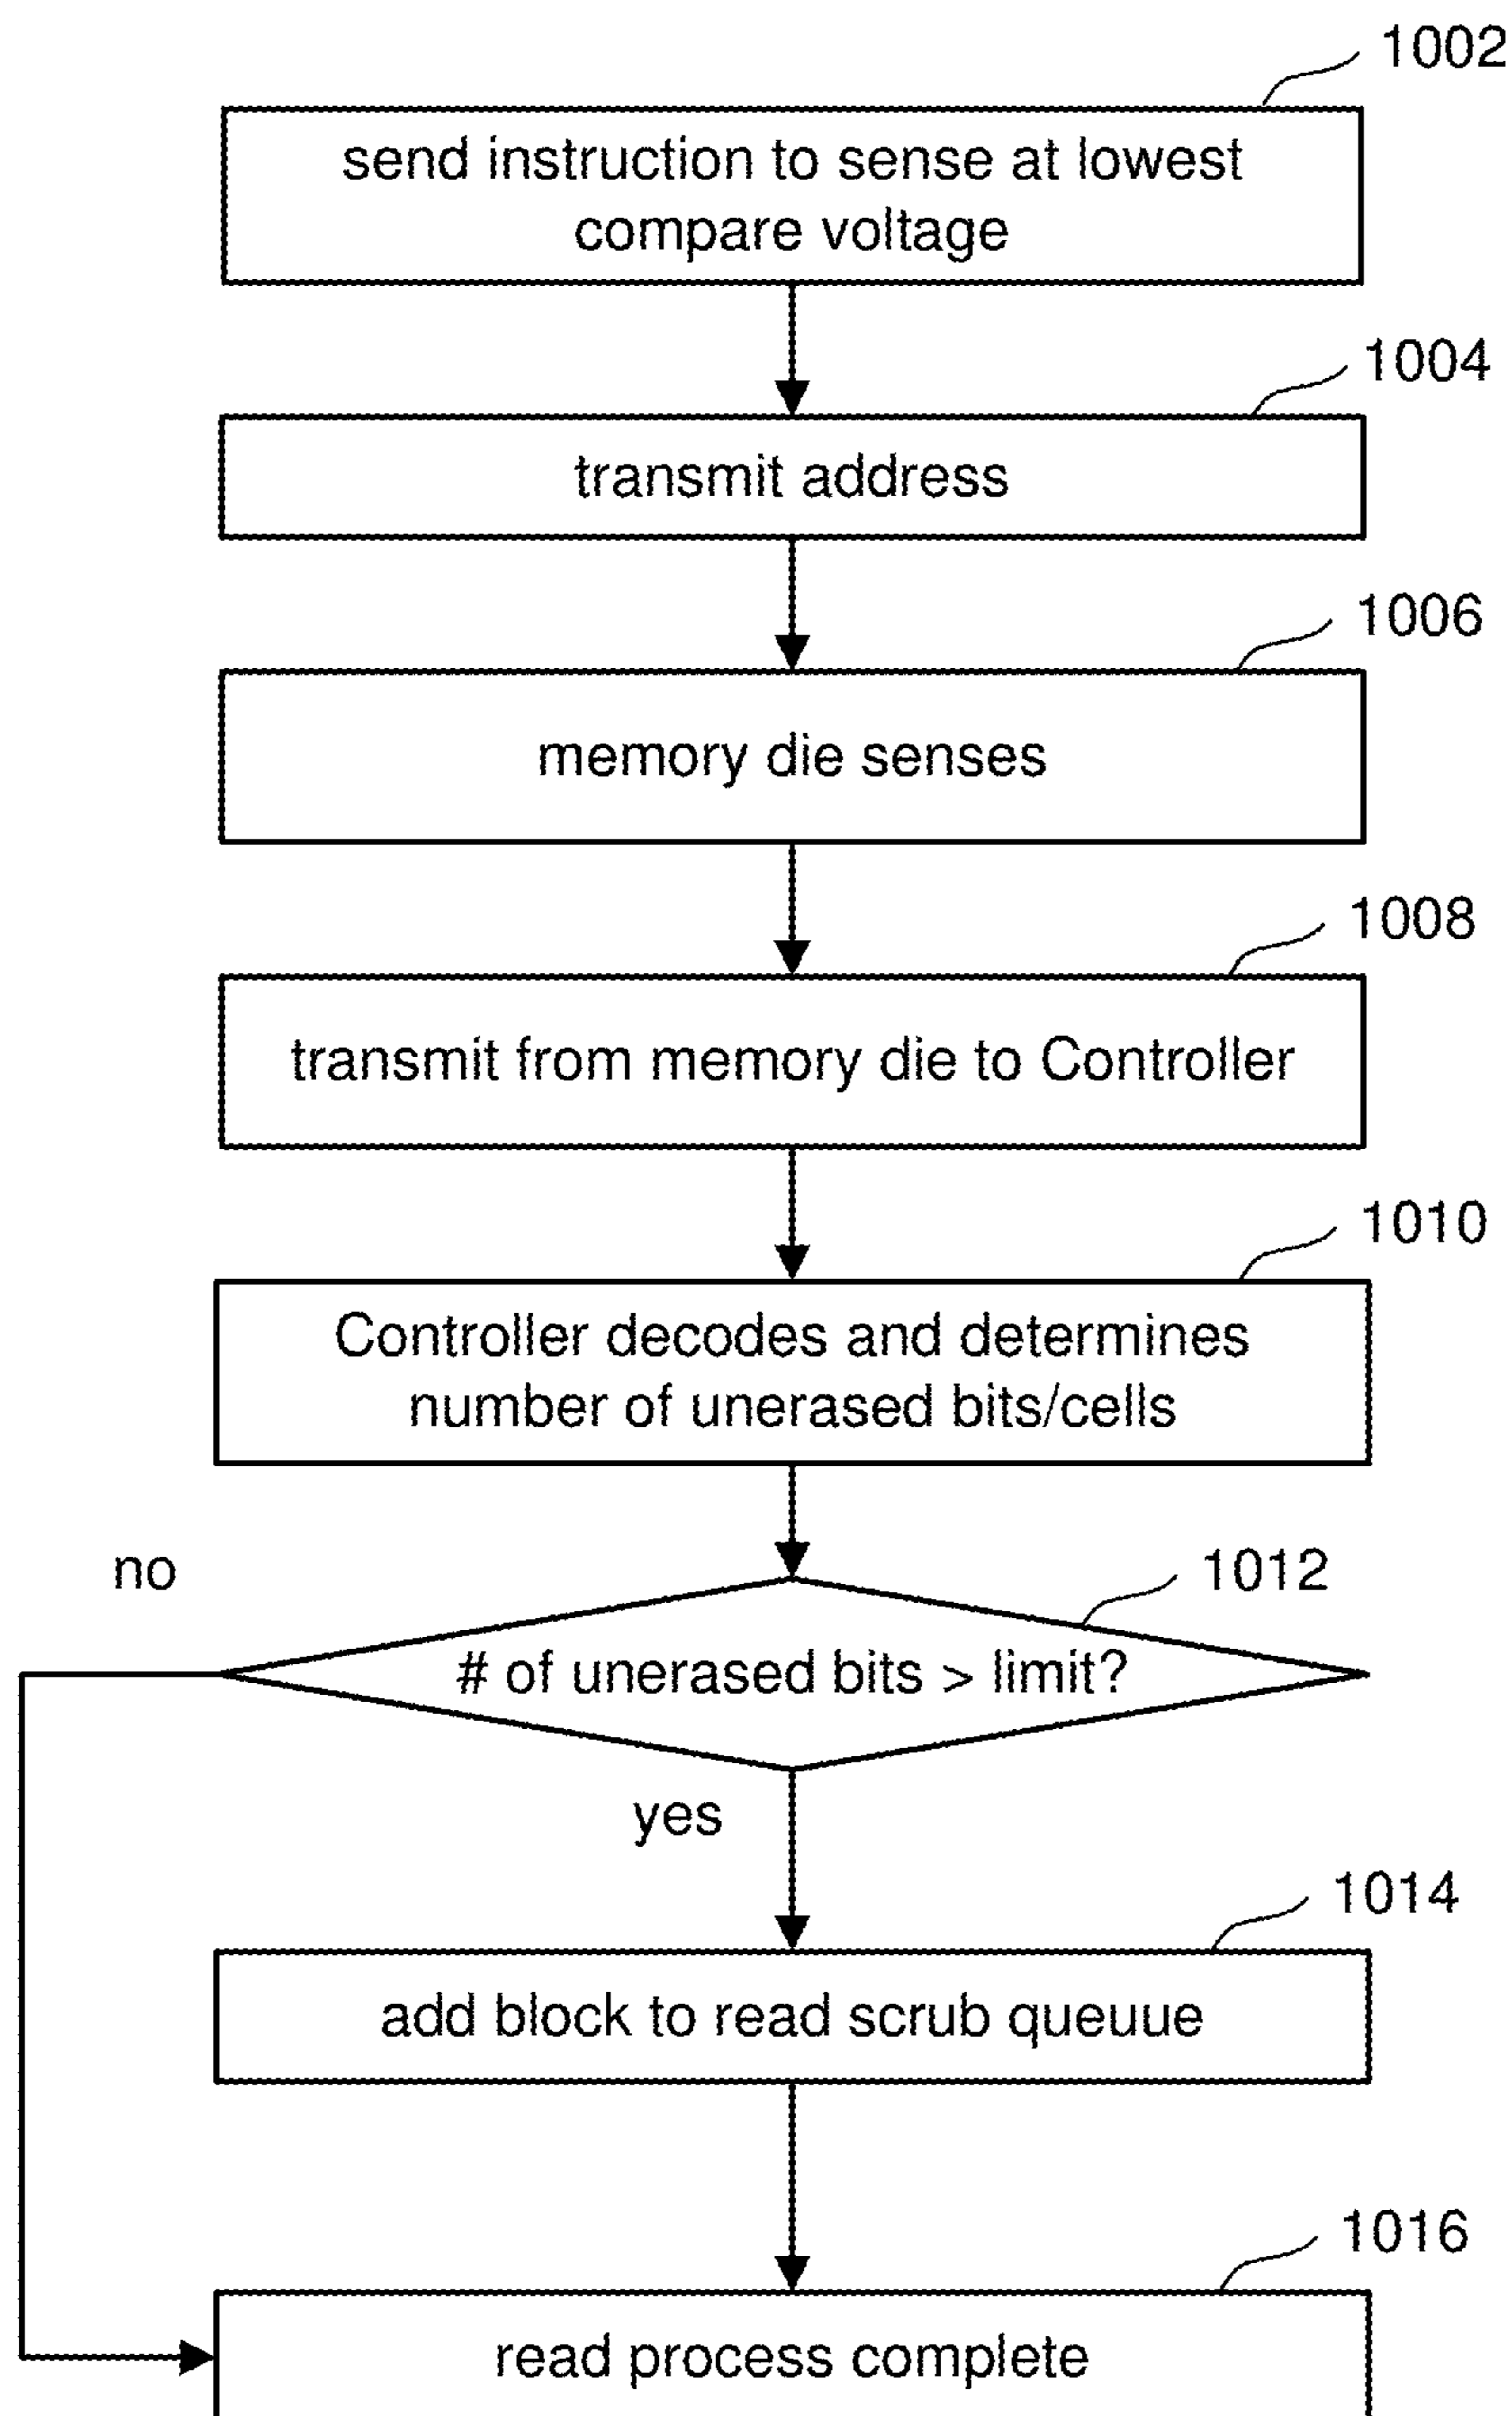 1002
send instruction to sense at lowest
compare voltage
1004
transmit address
1006
memory die senses
1008
transmit from memory die to Controller
1010
Controller decodes and determines
number of unerased bits/cells
no
1012
# of unerased bits > limit?
yes
1014
add block to read scrub queuue
1016
read process complete